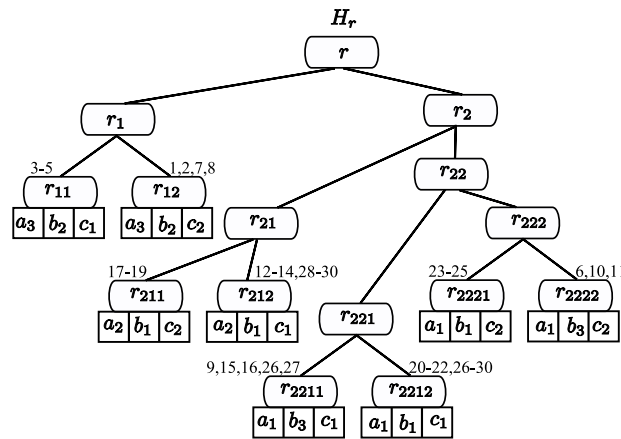 H_r
r
r_1
r_2
3-5
1,2,7,8
r_11
r_12
r_22
a_3 b_2 c_1
a_3 b_2 c_2
r_21
r_222
17-19
12-14,28-30
23-25
6,10,11
r_211
r_212
r_2221
r_2222
a_2 b_1 c_2
a_2 b_1 c_1
r_221
a_1 b_1 c_2
a_1 b_3 c_2
9,15,16,26,27
20-22,26-30
r_2211
r_2212
a_1 b_3 c_1
a_1 b_1 c_1